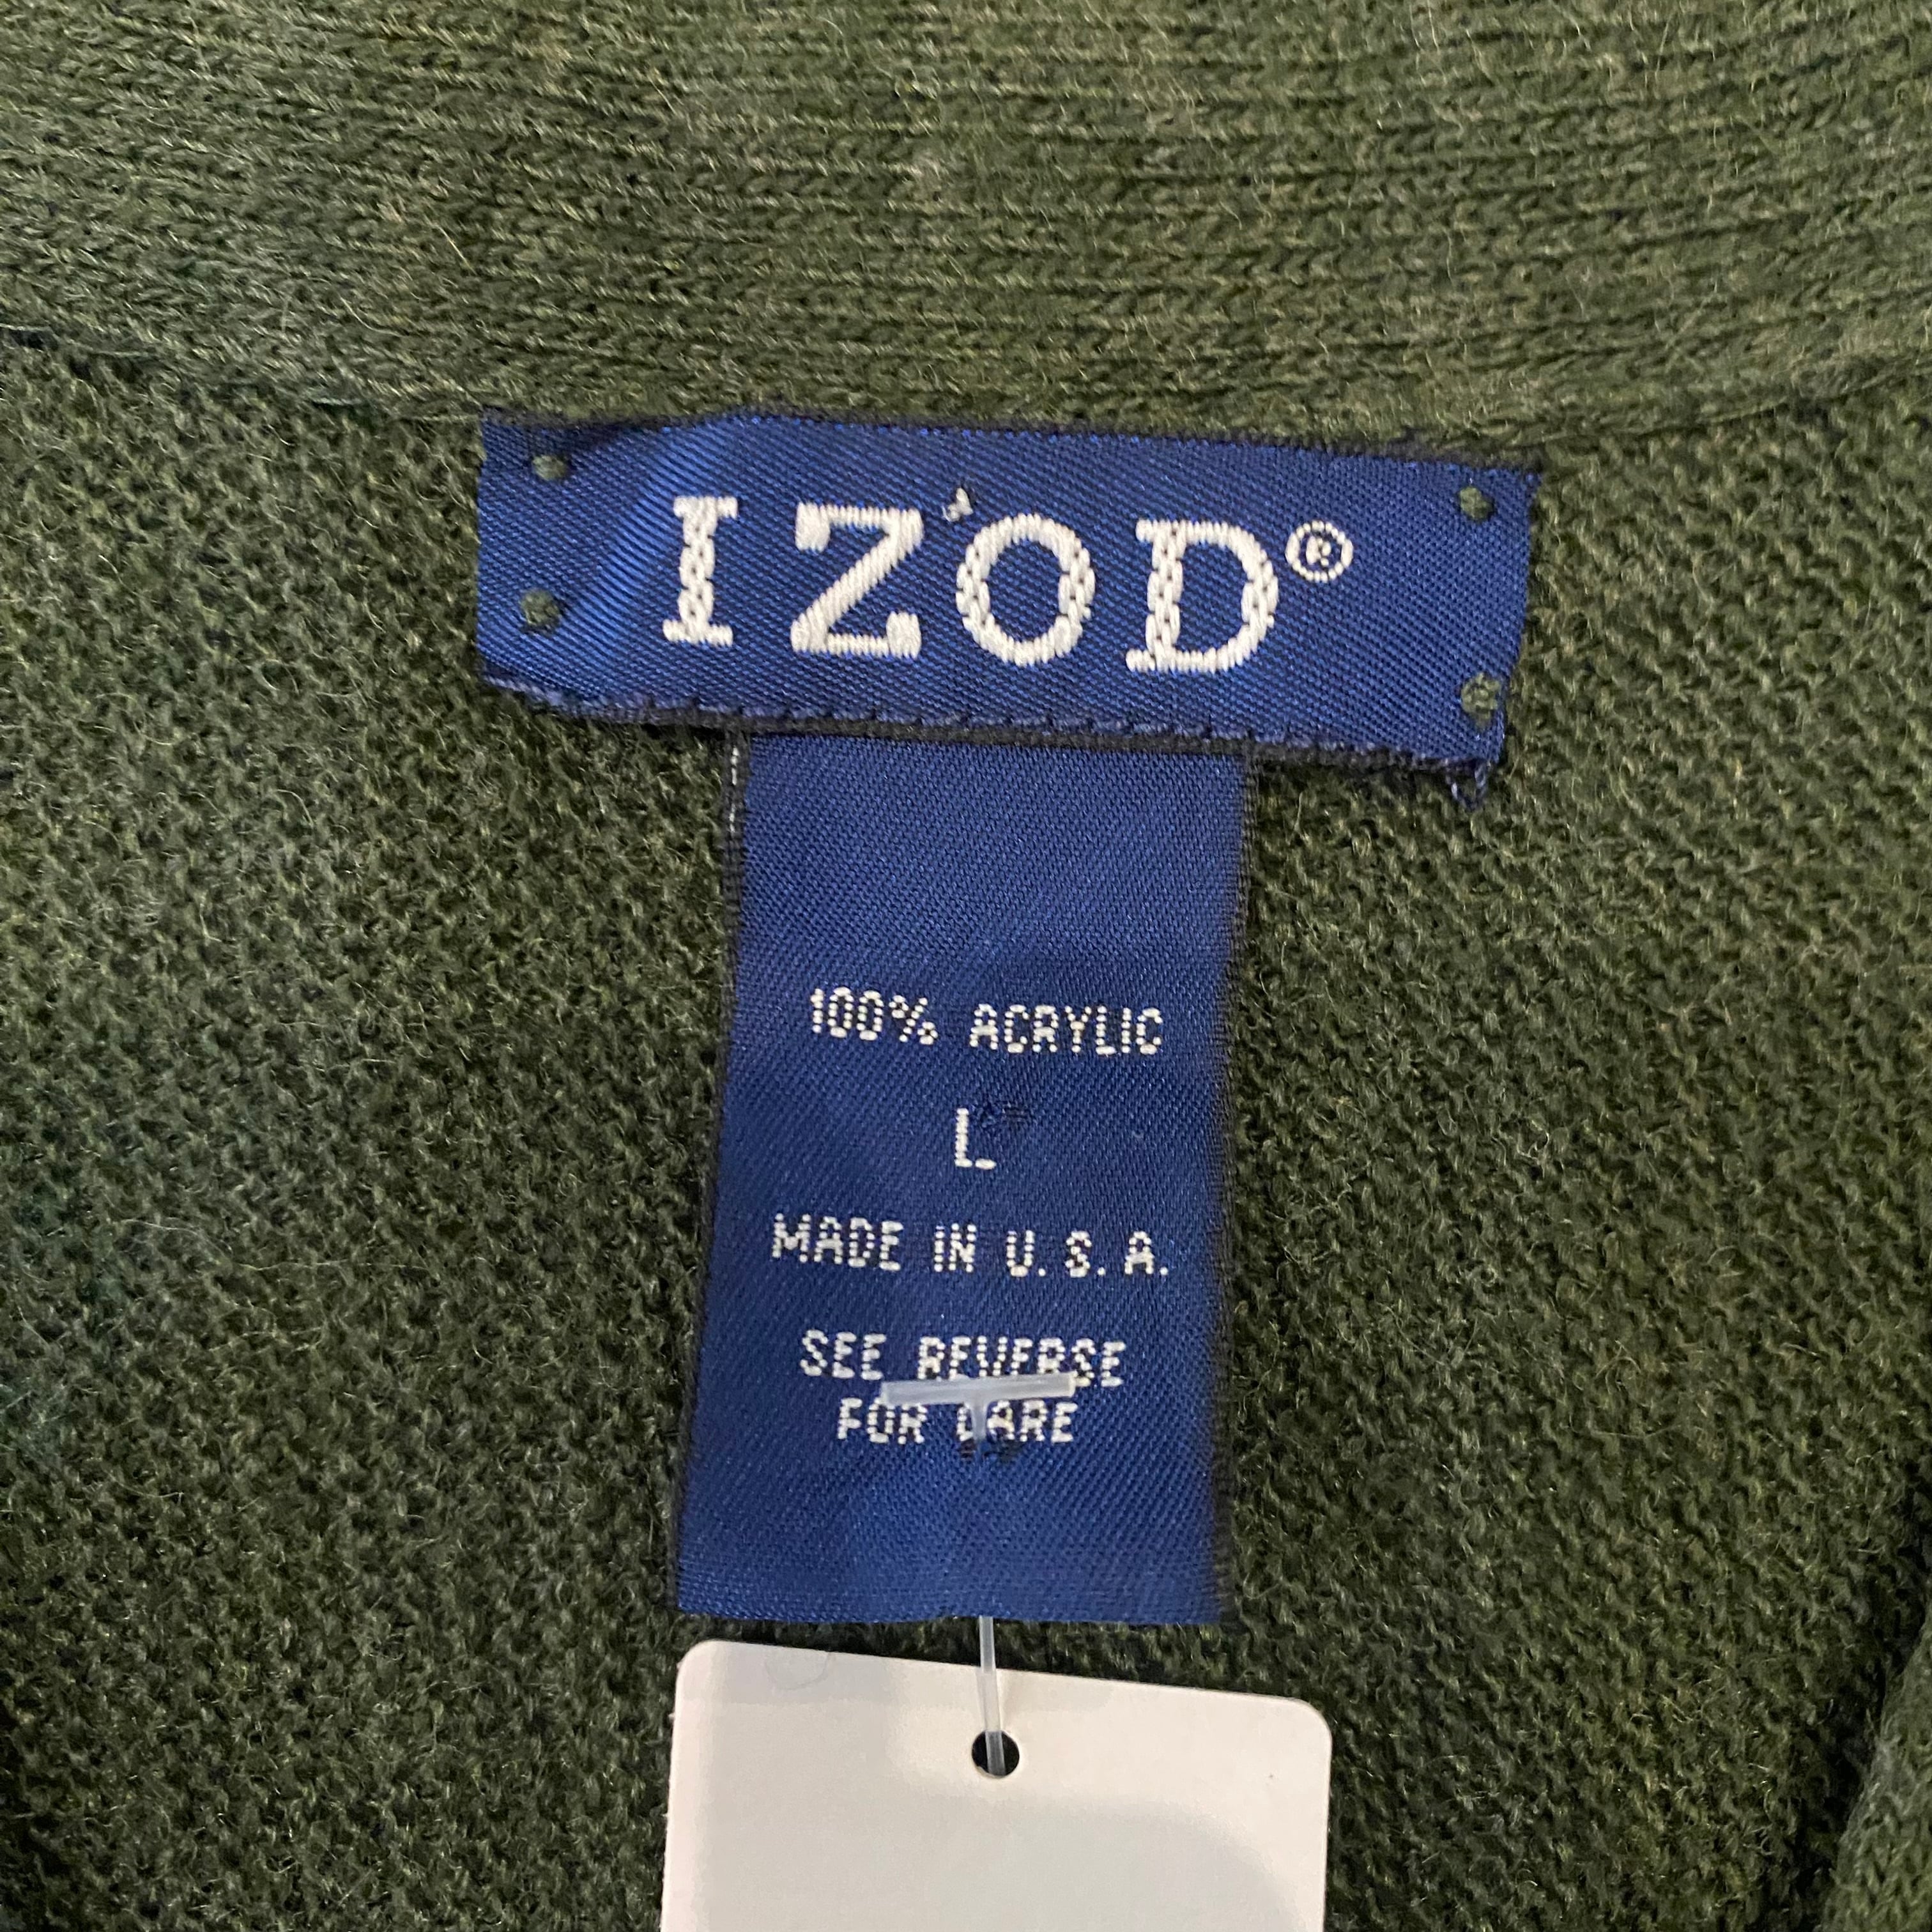 IZOD®
100% ACRYLIC
L
MADE IN U.S.A.
SEE REVERSE
FOR CARE